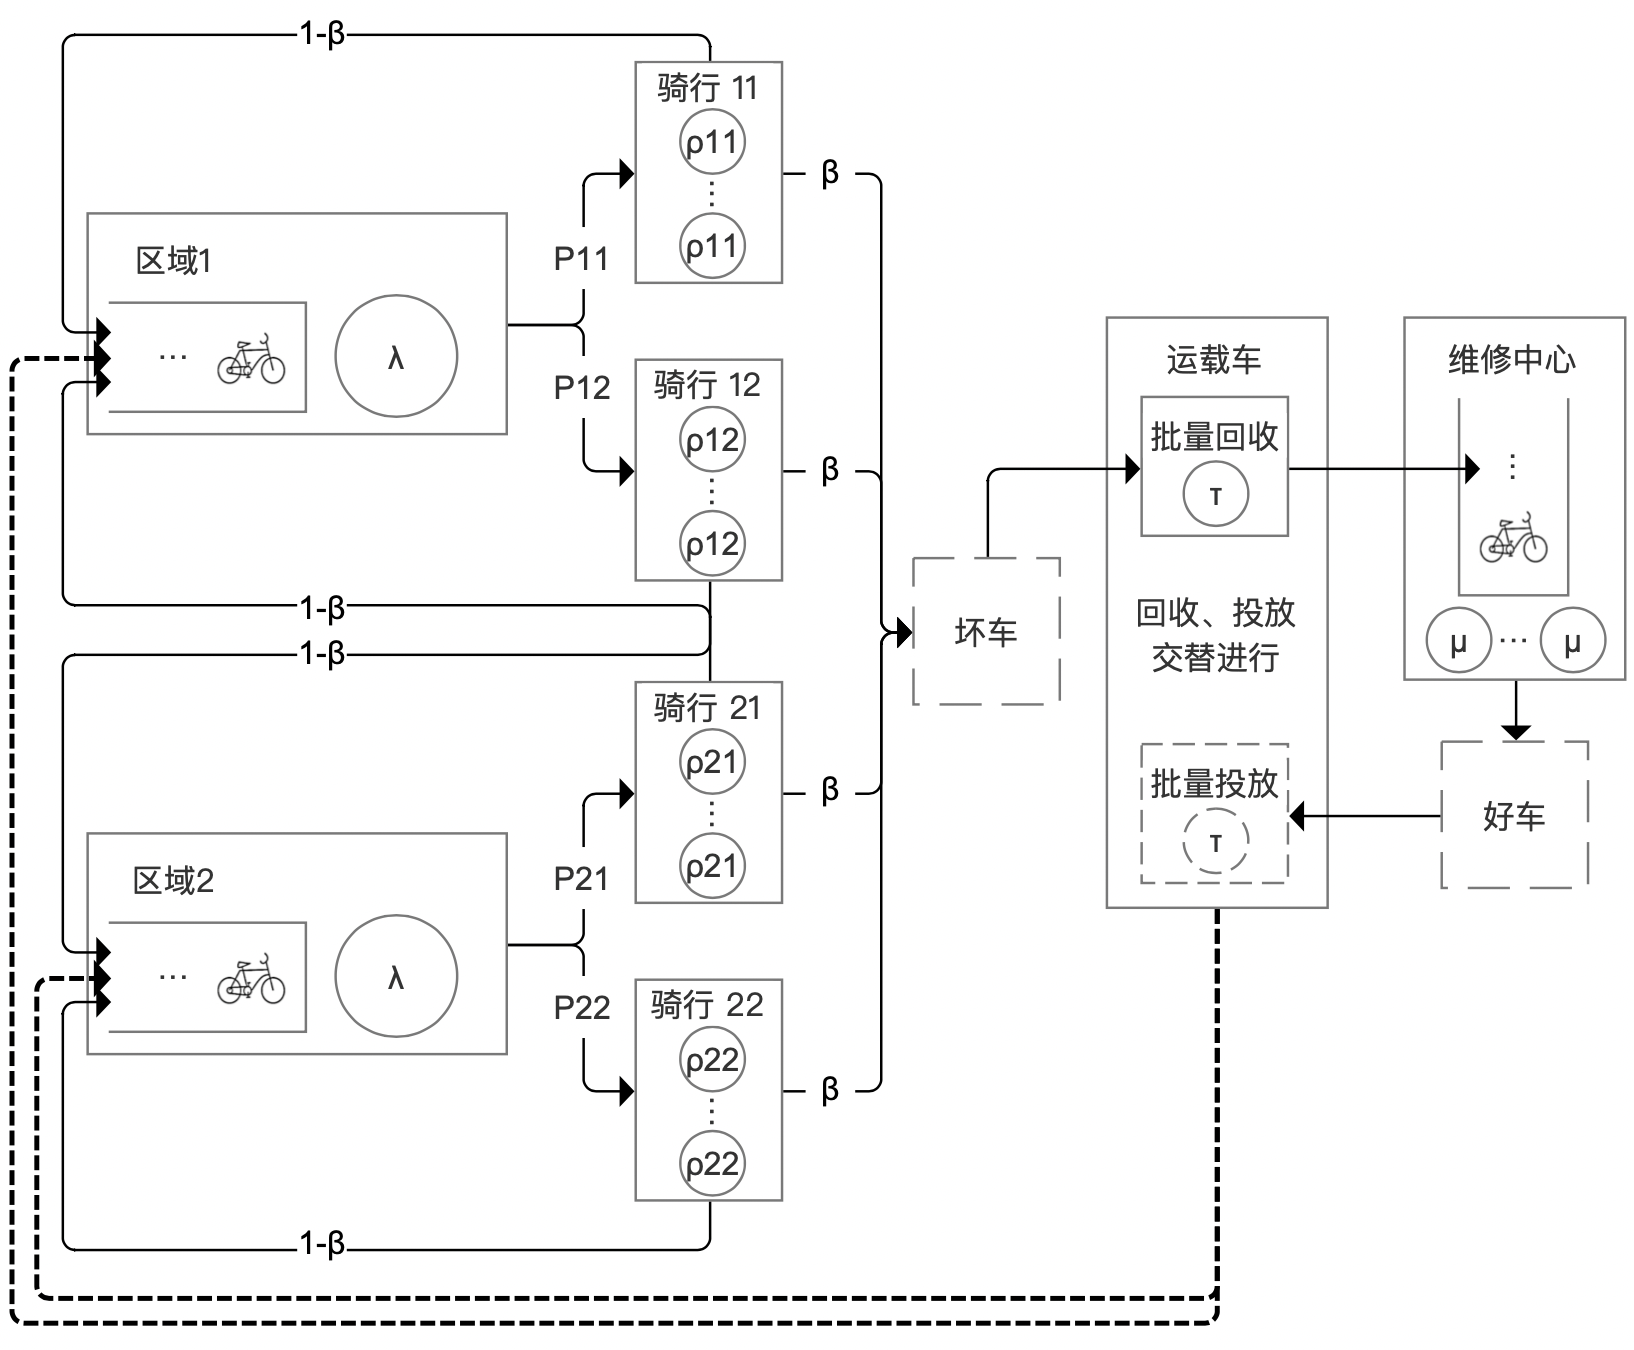 1-β
骑行 11
ρ11
⋮
ρ11
β
区域1
…
λ
P11
P12
骑行 12
ρ12
⋮
ρ12
β
1-β
1-β
骑行 21
ρ21
⋮
ρ21
β
区域2
…
λ
P21
P22
骑行 22
ρ22
⋮
ρ22
β
1-β
坏车
运载车
批量回收
τ
回收、投放
交替进行
批量投放
τ
维修中心
⋮
μ … μ
好车